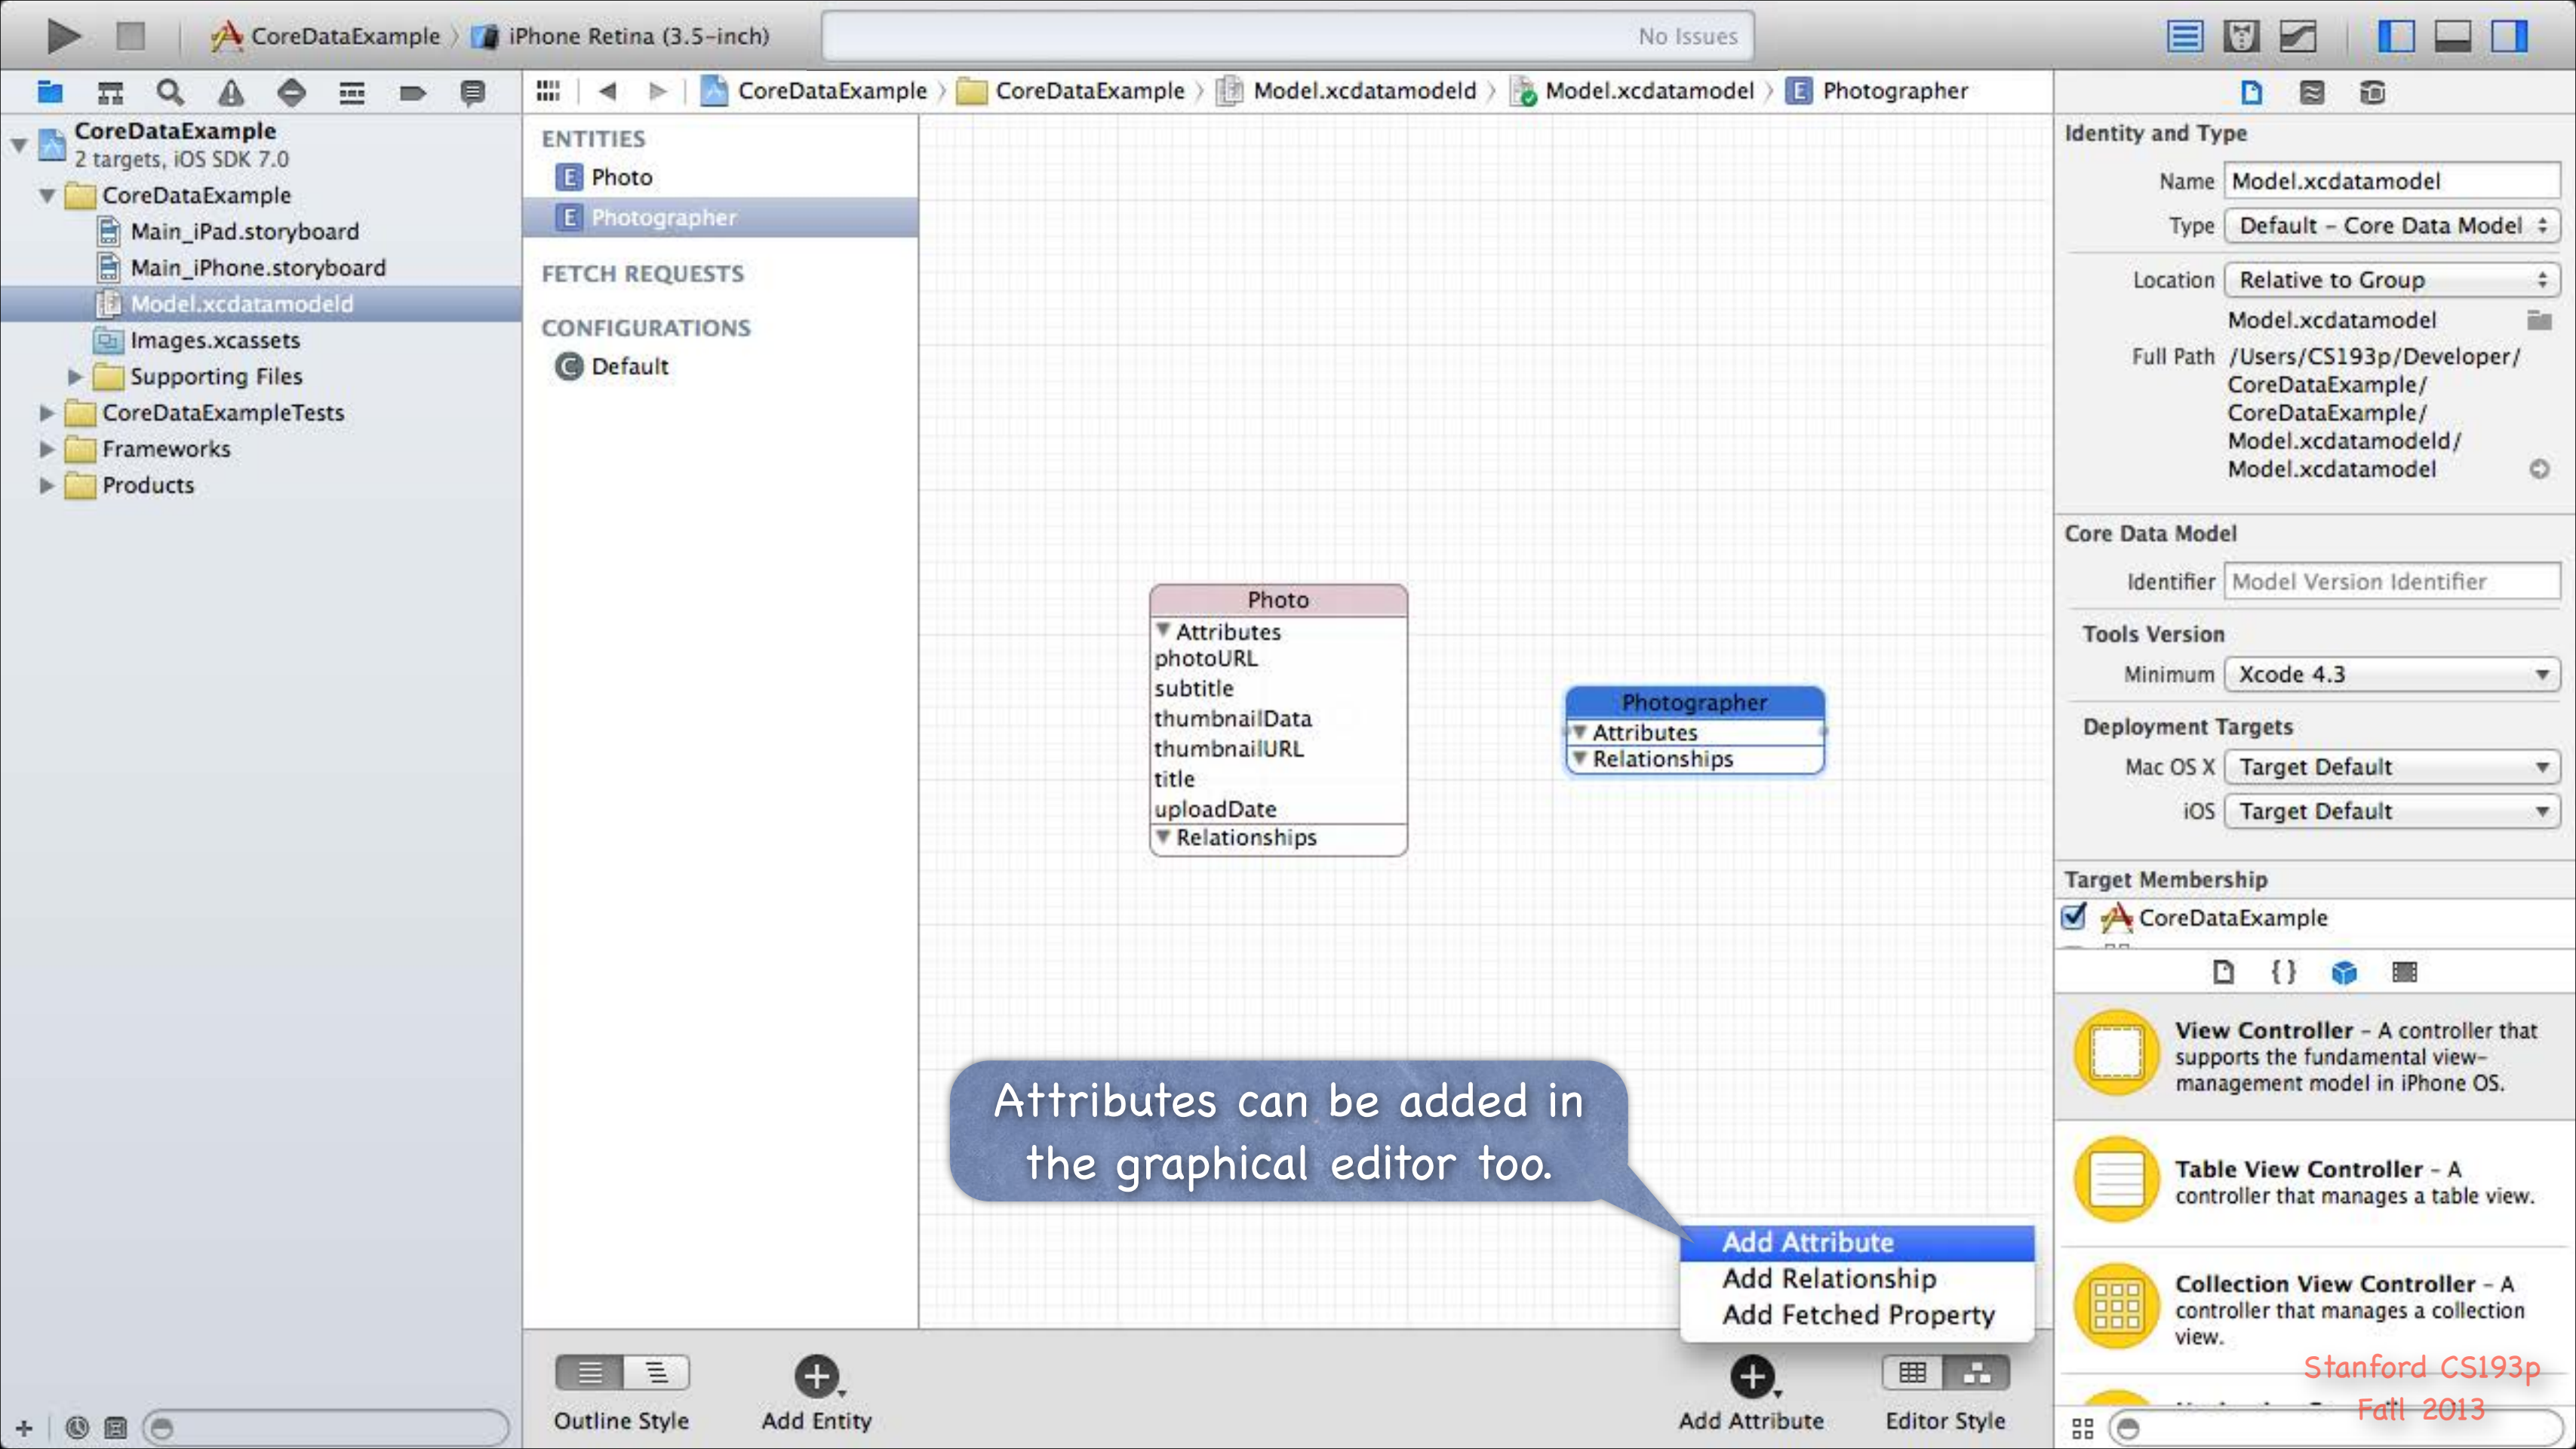 CoreDataExample
iPhone Retina (3.5-inch)
No Issues
CoreDataExample
CoreDataExample
Model.xcdatamodeld
Model.xcdatamodel
E Photographer
CoreDataExample
2 targets, iOS SDK 7.0
CoreDataExample
Main_iPad.storyboard
Main_iPhone.storyboard
Model.xcdatamodeld
Images.xcassets
Supporting Files
CoreDataExampleTests
Frameworks
Products
ENTITIES
E Photo
E Photographer
FETCH REQUESTS
CONFIGURATIONS
C Default
Photo
Attributes
photoURL
subtitle
thumbnailData
thumbnailURL
title
uploadDate
Relationships
Photographer
Attributes
Relationships
Attributes can be added in
the graphical editor too.
Add Attribute
Add Relationship
Add Fetched Property
Outline Style
Add Entity
Add Attribute
Editor Style
Identity and Type
Name Model.xcdatamodel
Type Default - Core Data Model
Location Relative to Group
Model.xcdatamodel
Full Path /Users/CS193p/Developer/
CoreDataExample/
CoreDataExample/
Model.xcdatamodeld/
Model.xcdatamodel
Core Data Model
Identifier Model Version Identifier
Tools Version
Minimum Xcode 4.3
Deployment Targets
Mac OS X Target Default
iOS Target Default
Target Membership
CoreDataExample
{ }
View Controller - A controller that
supports the fundamental view-
management model in iPhone OS.
Table View Controller - A
controller that manages a table view.
Collection View Controller - A
controller that manages a collection
view.
Stanford CS193p
Fall 2013